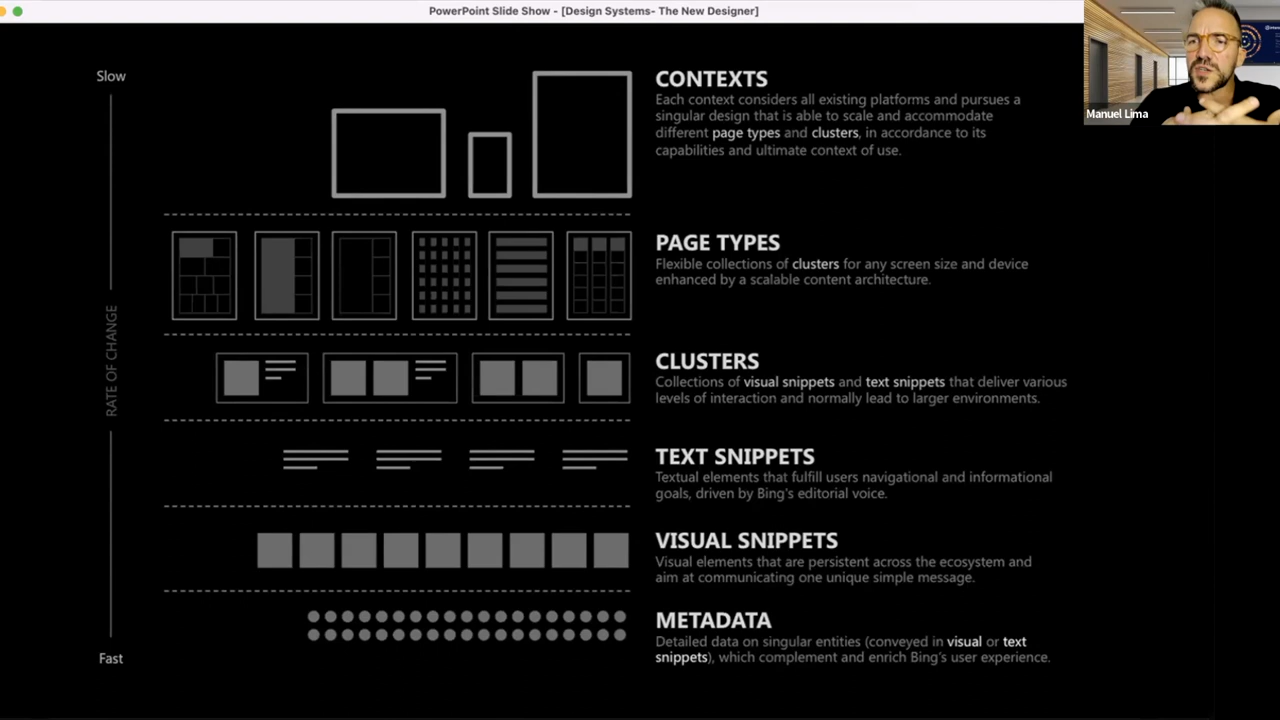 PowerPoint Slide Show - [Design Systems- The New Designer]
Manuel Lima
Slow
RATE OF CHANGE
Fast
CONTEXTS
Each context considers all existing platforms and pursues a
singular design that is able to scale and accommodate
different page types and clusters, in accordance to its
capabilities and ultimate context of use.
PAGE TYPES
Flexible collections of clusters for any screen size and device
enhanced by a scalable content architecture.
CLUSTERS
Collections of visual snippets and text snippets that deliver various
levels of interaction and normally lead to larger environments.
TEXT SNIPPETS
Textual elements that fulfill users navigational and informational
goals, driven by Bing's editorial voice.
VISUAL SNIPPETS
Visual elements that are persistent across the ecosystem and
aim at communicating one unique simple message.
METADATA
Detailed data on singular entities (conveyed in visual or text
snippets), which complement and enrich Bing's user experience.